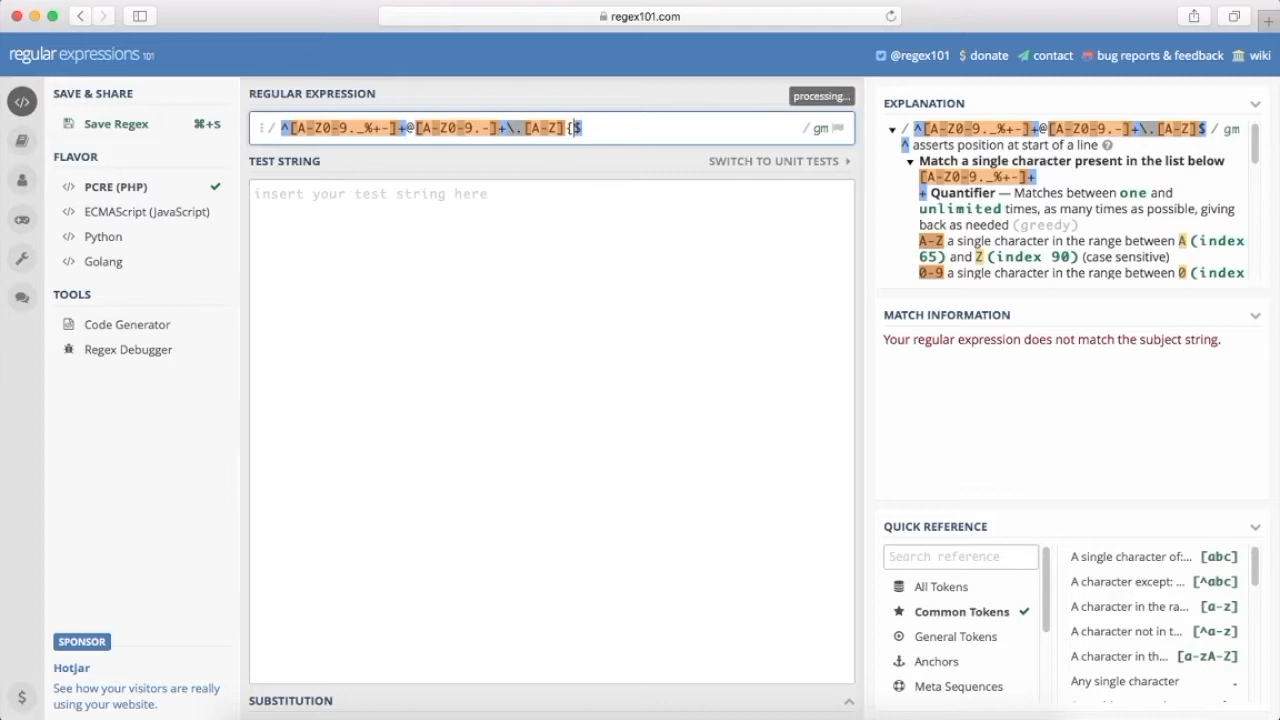 regex101.com
regular expressions 101
@regex101
donate
contact
bug reports & feedback
wiki
SAVE & SHARE
Save Regex ⌘+S
FLAVOR
PCRE (PHP)
ECMAScript (JavaScript)
Python
Golang
TOOLS
Code Generator
Regex Debugger
SPONSOR
Hotjar
See how your visitors are really
using your website.
$
REGULAR EXPRESSION
processing...
/ ^[A-Z0-9._%+-]+@[A-Z0-9.-]+\.[A-Z]{$ / gm
TEST STRING
SWITCH TO UNIT TESTS
insert your test string here
SUBSTITUTION
EXPLANATION
/ ^[A-Z0-9._%+-]+@[A-Z0-9.-]+\.[A-Z]$ / gm
^ asserts position at start of a line
Match a single character present in the list below
[A-Z0-9._%+-]+
+ Quantifier — Matches between one and
unlimited times, as many times as possible, giving
back as needed (greedy)
A-Z a single character in the range between A (index
65) and Z (index 90) (case sensitive)
0-9 a single character in the range between 0 (index
MATCH INFORMATION
Your regular expression does not match the subject string.
QUICK REFERENCE
Search reference
All Tokens
Common Tokens
General Tokens
Anchors
Meta Sequences
A single character of:... [abc]
A character except: ... [^abc]
A character in the ra... [a-z]
A character not in t... [^a-z]
A character in th... [a-zA-Z]
Any single character .